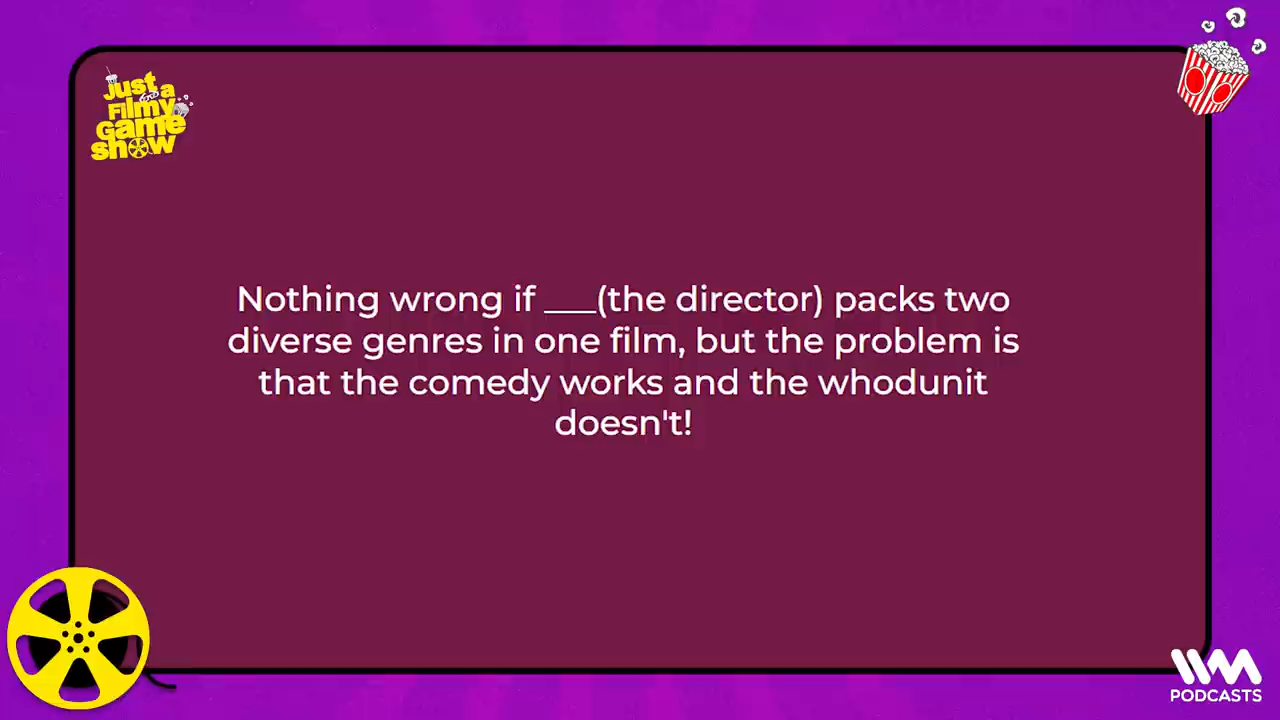 Just a
Filmy
Game
show
Nothing wrong if ___(the director) packs two
diverse genres in one film, but the problem is
that the comedy works and the whodunit
doesn't!
IVM
PODCASTS